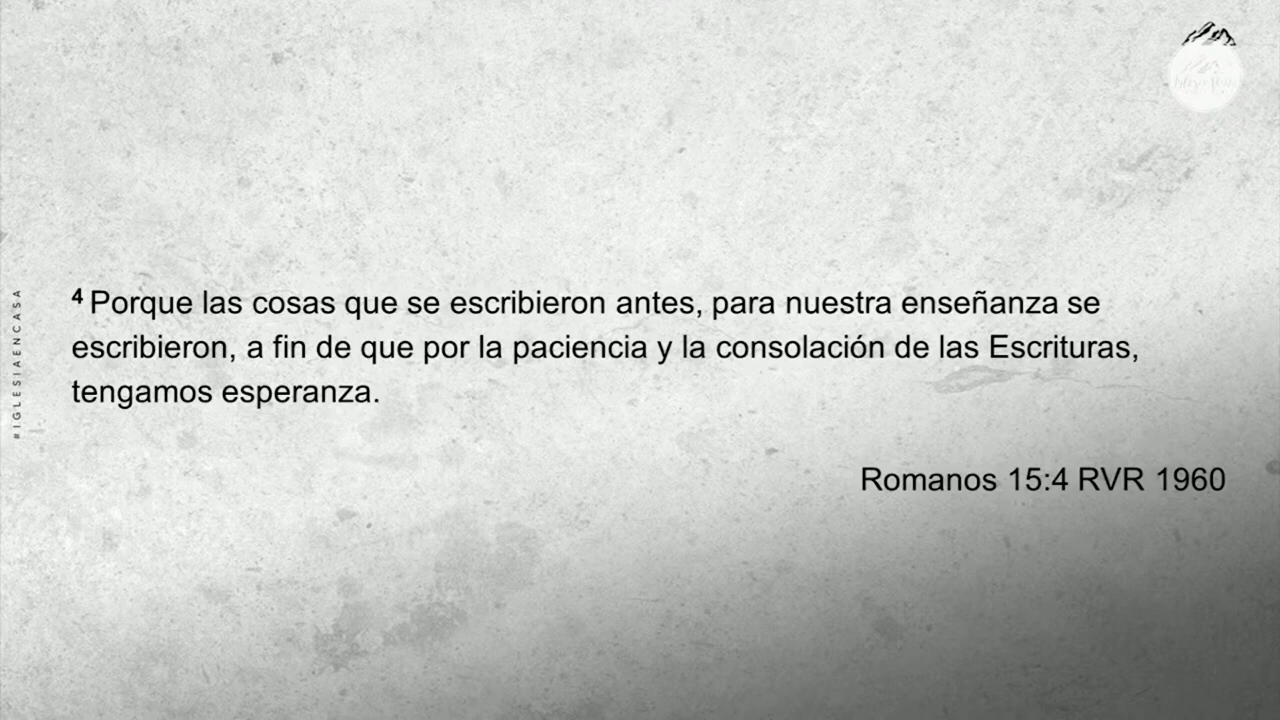 ⁴ Porque las cosas que se escribieron antes, para nuestra enseñanza se
escribieron, a fin de que por la paciencia y la consolación de las Escrituras,
tengamos esperanza.
Romanos 15:4 RVR 1960
#IGLESIAENCASA